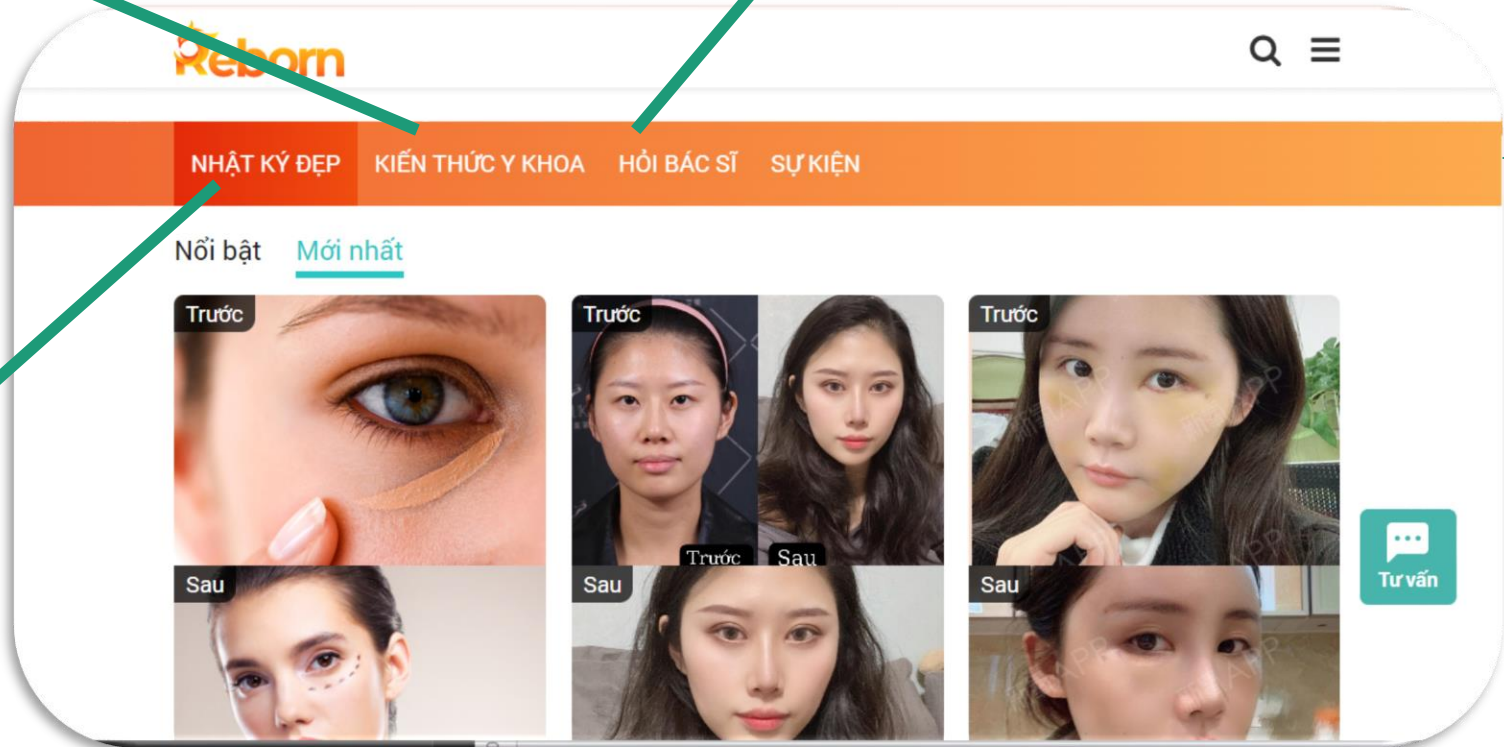 Reborn
NHẬT KÝ ĐẸP KIẾN THỨC Y KHOA HỎI BÁC SĨ SỰ KIỆN
Nổi bật Mới nhất
Trước Trước Trước
Trước Sau
Sau Sau Sau
Tư vấn